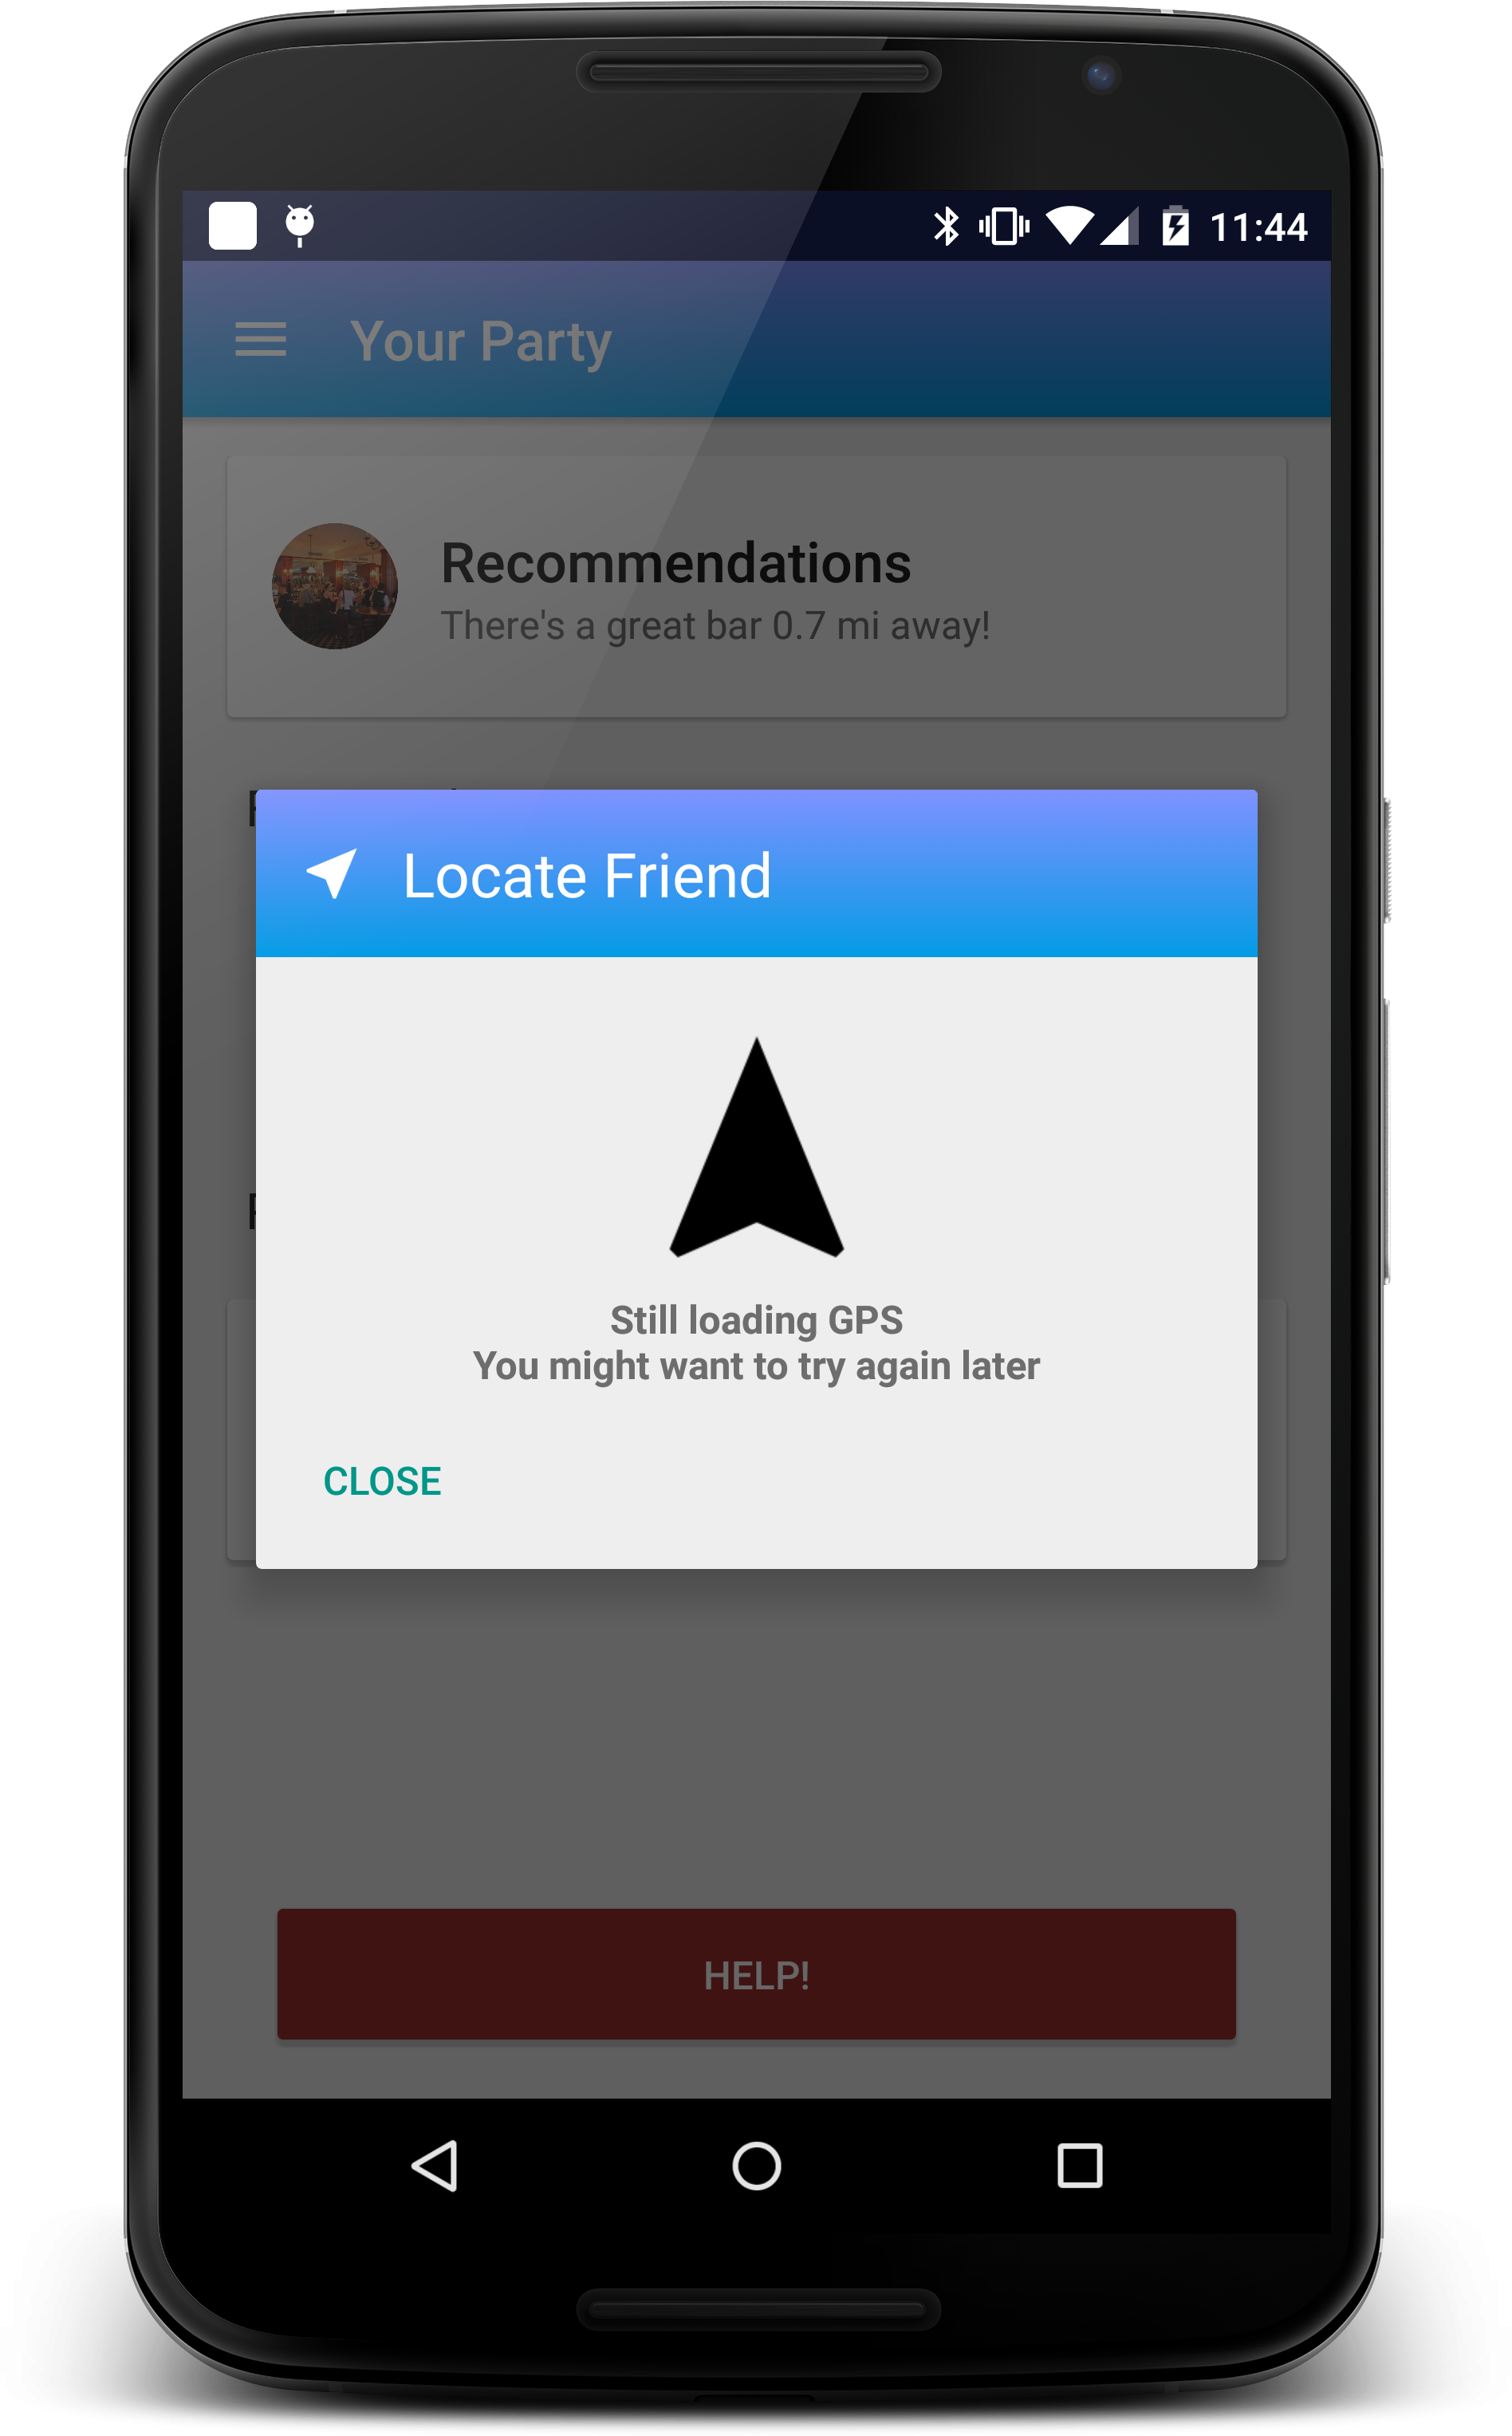 11:44
Your Party
Recommendations
There's a great bar 0.7 mi away!
Locate Friend
Still loading GPS
You might want to try again later
CLOSE
HELP!